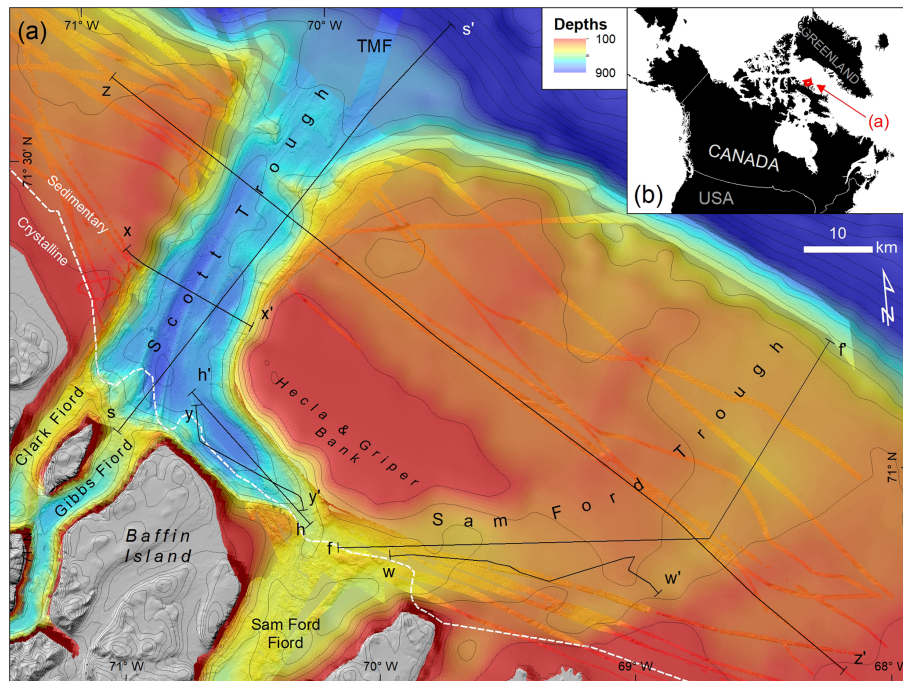 (a)
71° W
70° W
s'
TMF
Depths
100
900
GREENLAND
(a)
CANADA
(b)
USA
z
71° 30' N
Sedimentary
Crystalline
x
Scott Trough
10
km
N
x'
h'
y
s
Clark Fiord
Gibbs Fiord
Hecla & Griper
Bank
f'
71° N
y'
h
Sam Ford Trough
f
w
w'
Baffin
Island
Sam Ford
Fiord
z'
71° W
70° W
69° W
68° W